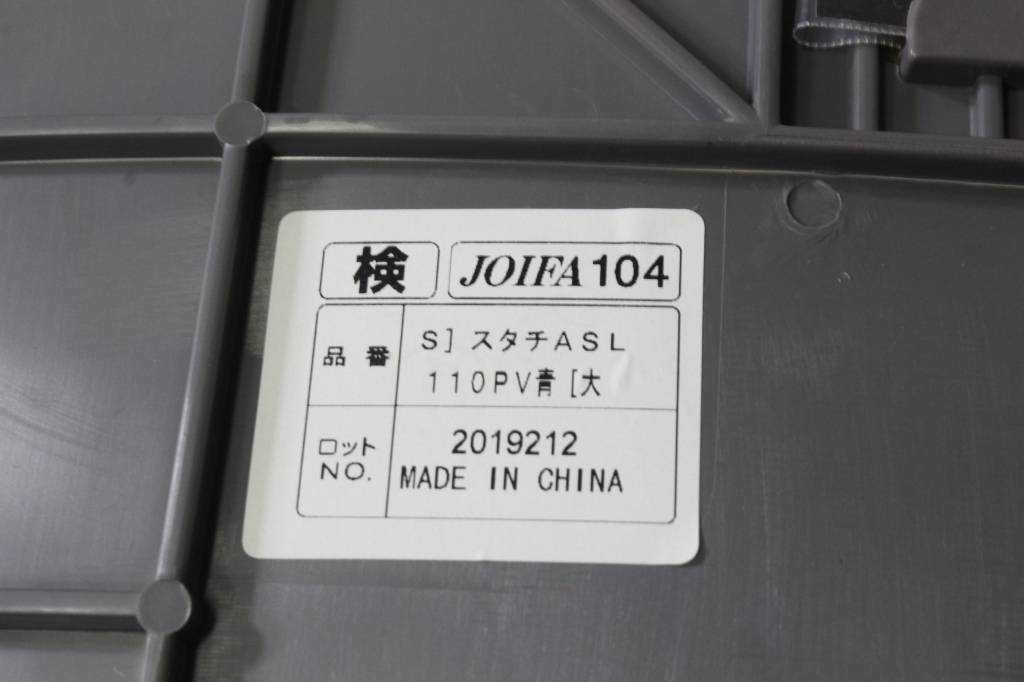 検 JOIFA 104
品番 S] スタチASL
110PV青 [大
ロット
NO. 2019212
MADE IN CHINA